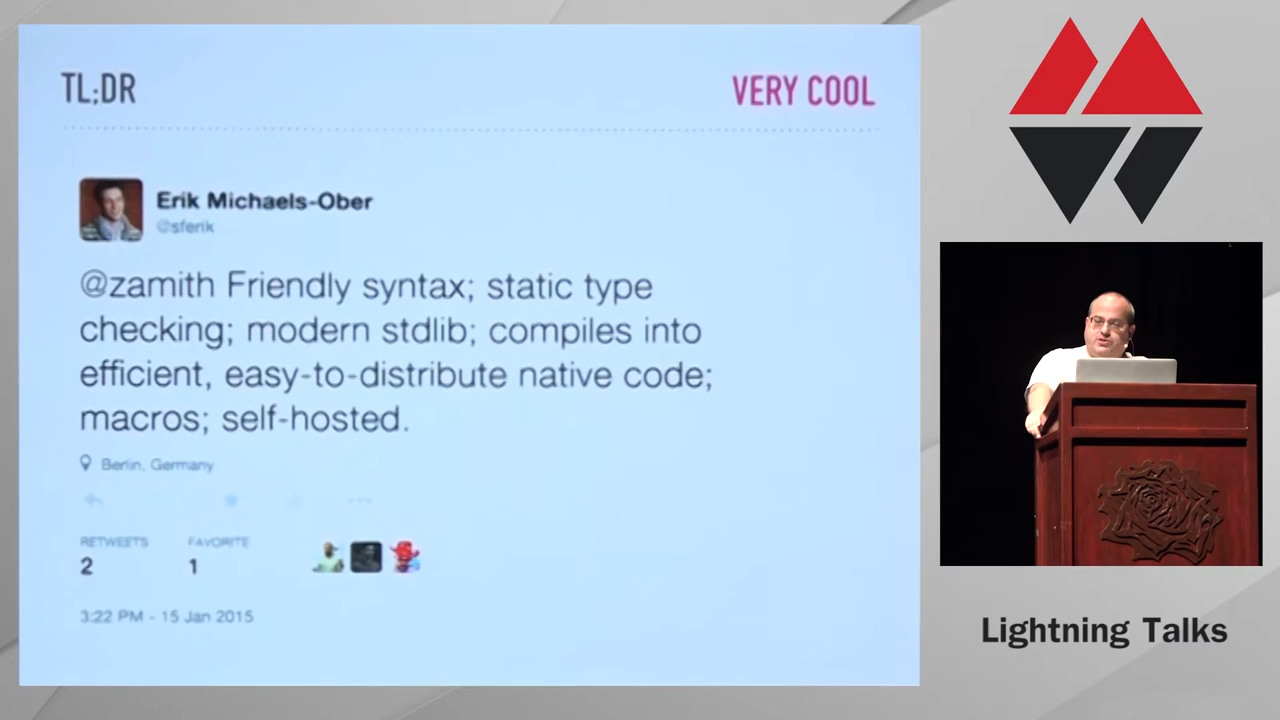 TL;DR
VERY COOL
Erik Michaels-Ober
@sferik
@zamith Friendly syntax; static type
checking; modern stdlib; compiles into
efficient, easy-to-distribute native code;
macros; self-hosted.
Berlin, Germany
RETWEETS
FAVORITE
2
1
3:22 PM - 15 Jan 2015
Lightning Talks